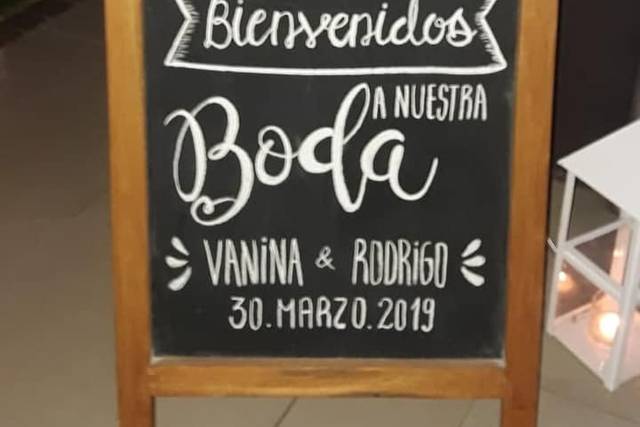 Bienvenidos
A NUESTRA
Boda
VANINA & RODRIGO
30.MARZO.2019